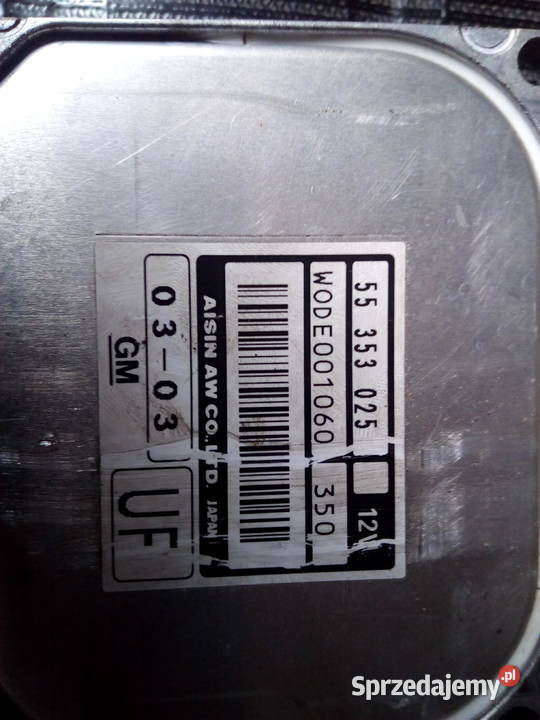 55 353 025
12V
WODE001060 350
AISIN AW CO., LTD. JAPAN
03-03
UF
GM
Sprzedajemy.pl